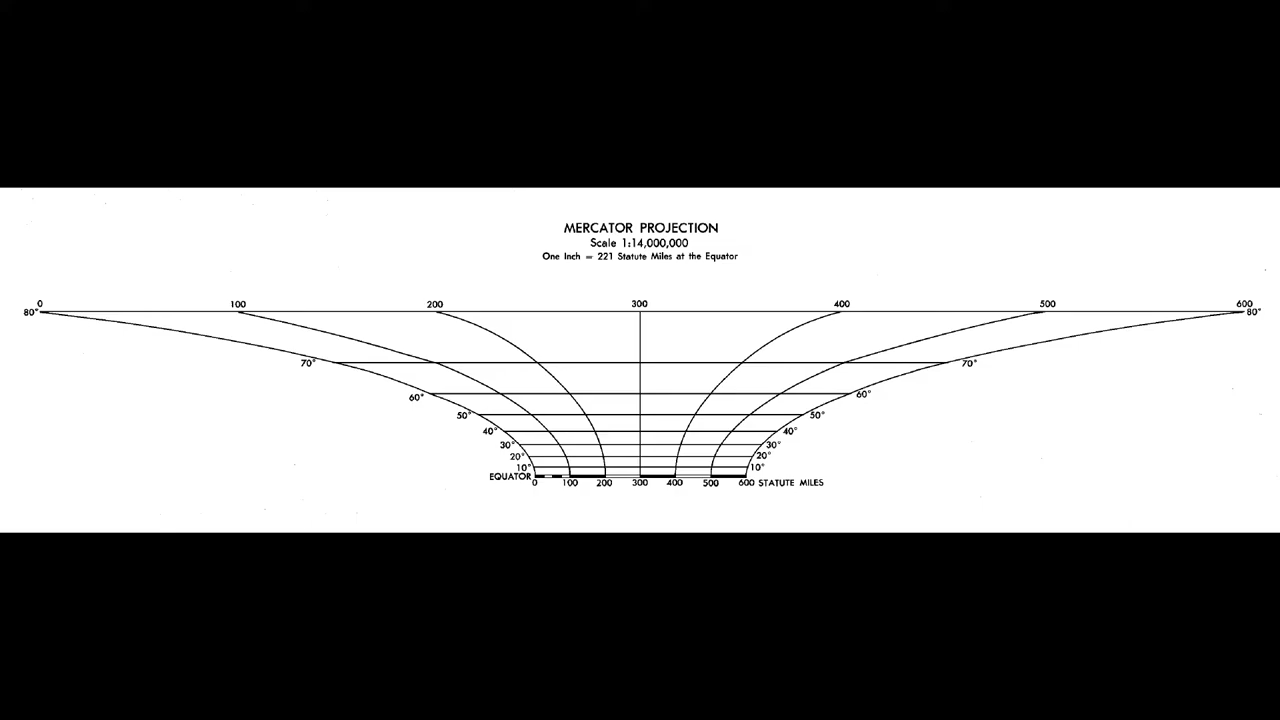 MERCATOR PROJECTION
Scale 1:14,000,000
One Inch = 221 Statute Miles at the Equator
0 100 200 300 400 500 600
80° 80°
70° 70°
60° 60°
50° 50°
40° 40°
30° 30°
20° 20°
10° 10°
EQUATOR 0 100 200 300 400 500 600 STATUTE MILES